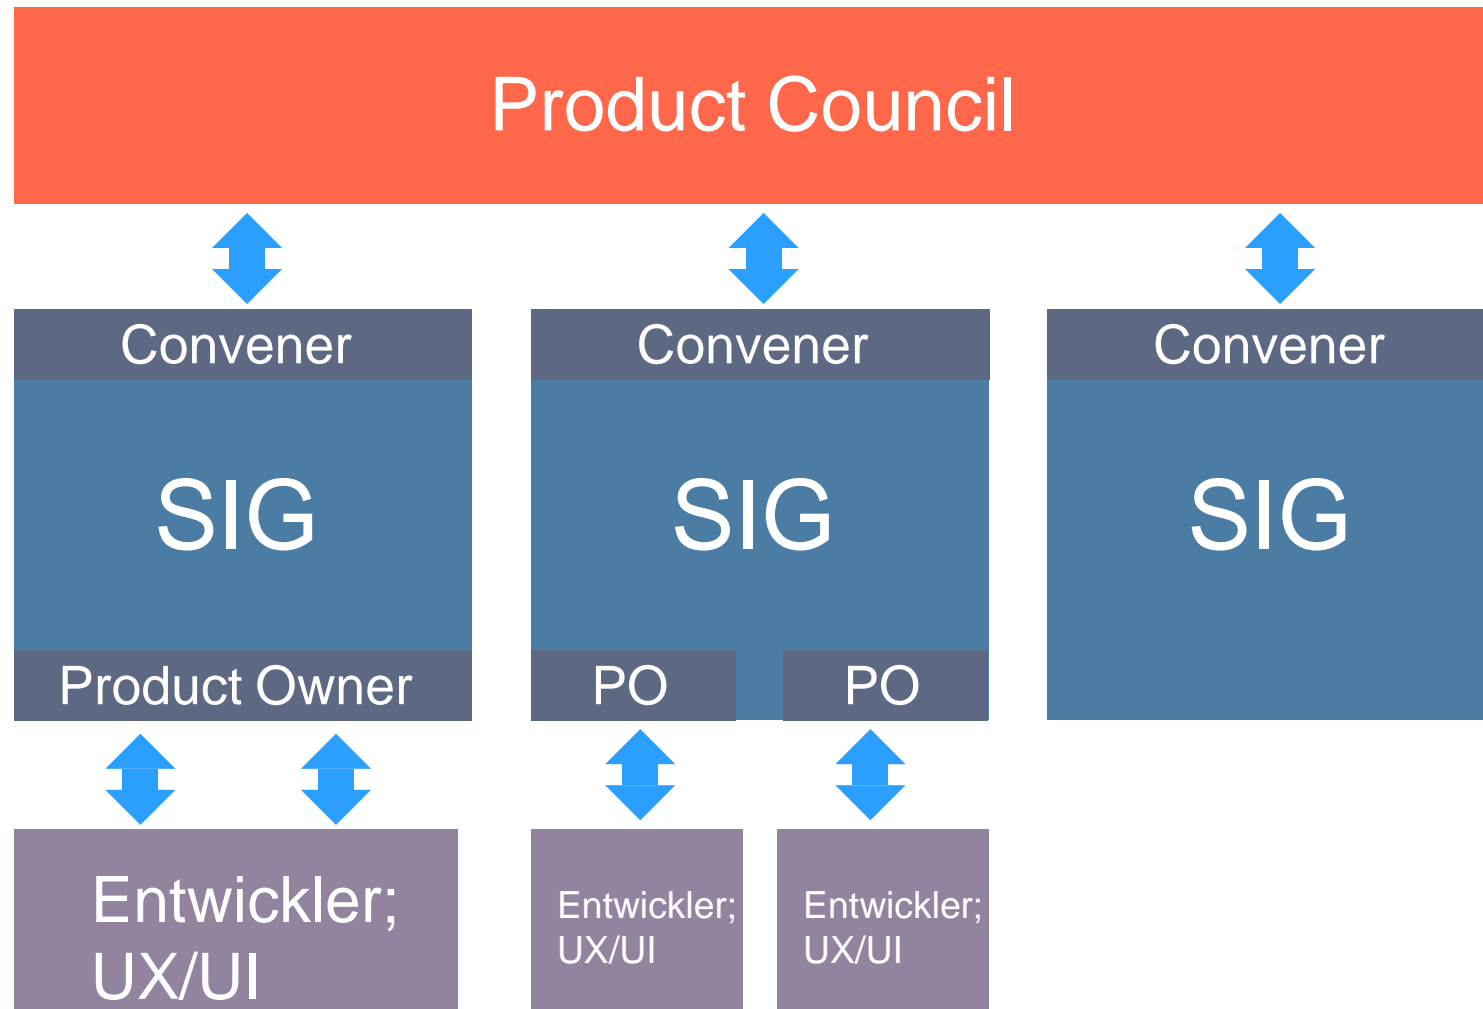 Product Council
Convener
Convener
Convener
SIG
SIG
SIG
Product Owner
PO
PO
Entwickler;
UX/UI
Entwickler;
UX/UI
Entwickler;
UX/UI